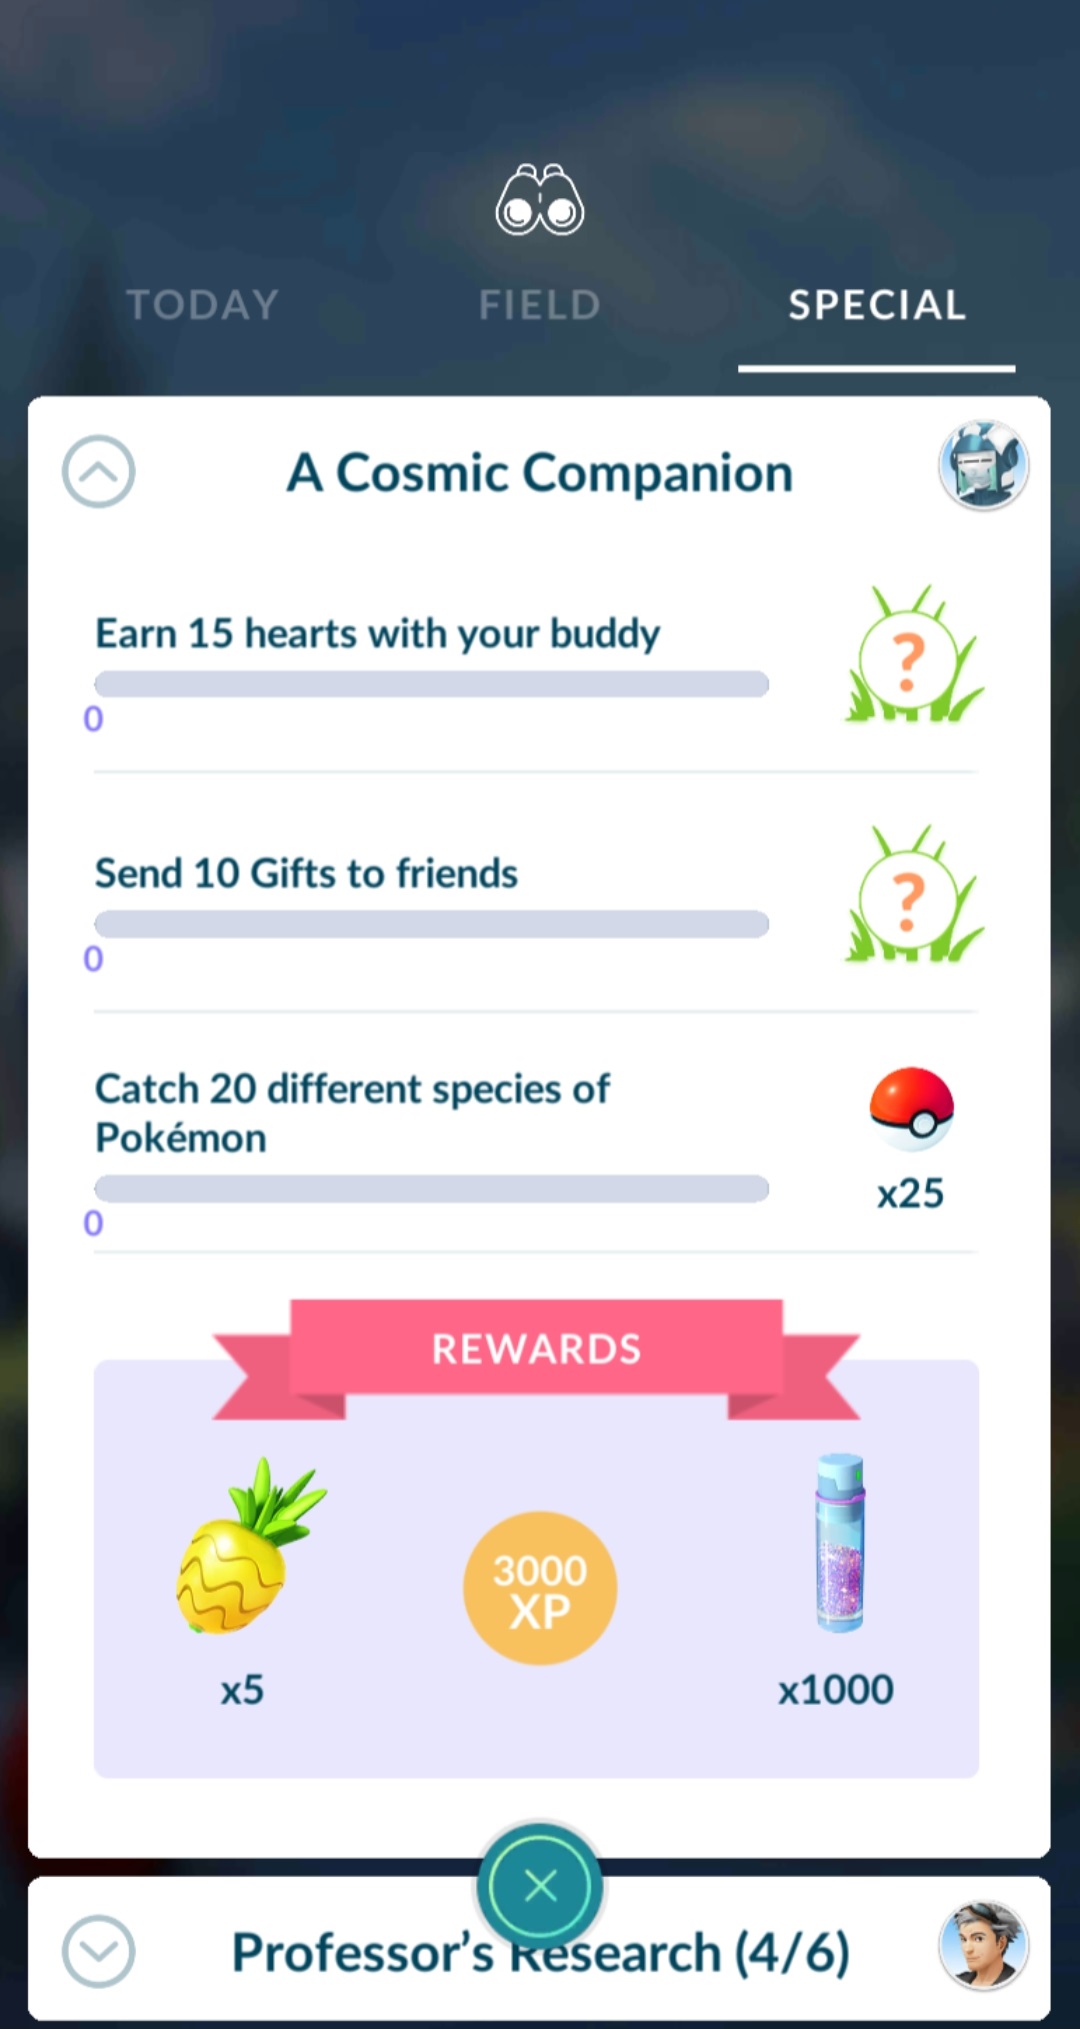 TODAY
FIELD
SPECIAL
A Cosmic Companion
Earn 15 hearts with your buddy
0
?
Send 10 Gifts to friends
0
?
Catch 20 different species of
Pokémon
0
x25
REWARDS
3000
XP
x5
x1000
Professor's Research (4/6)